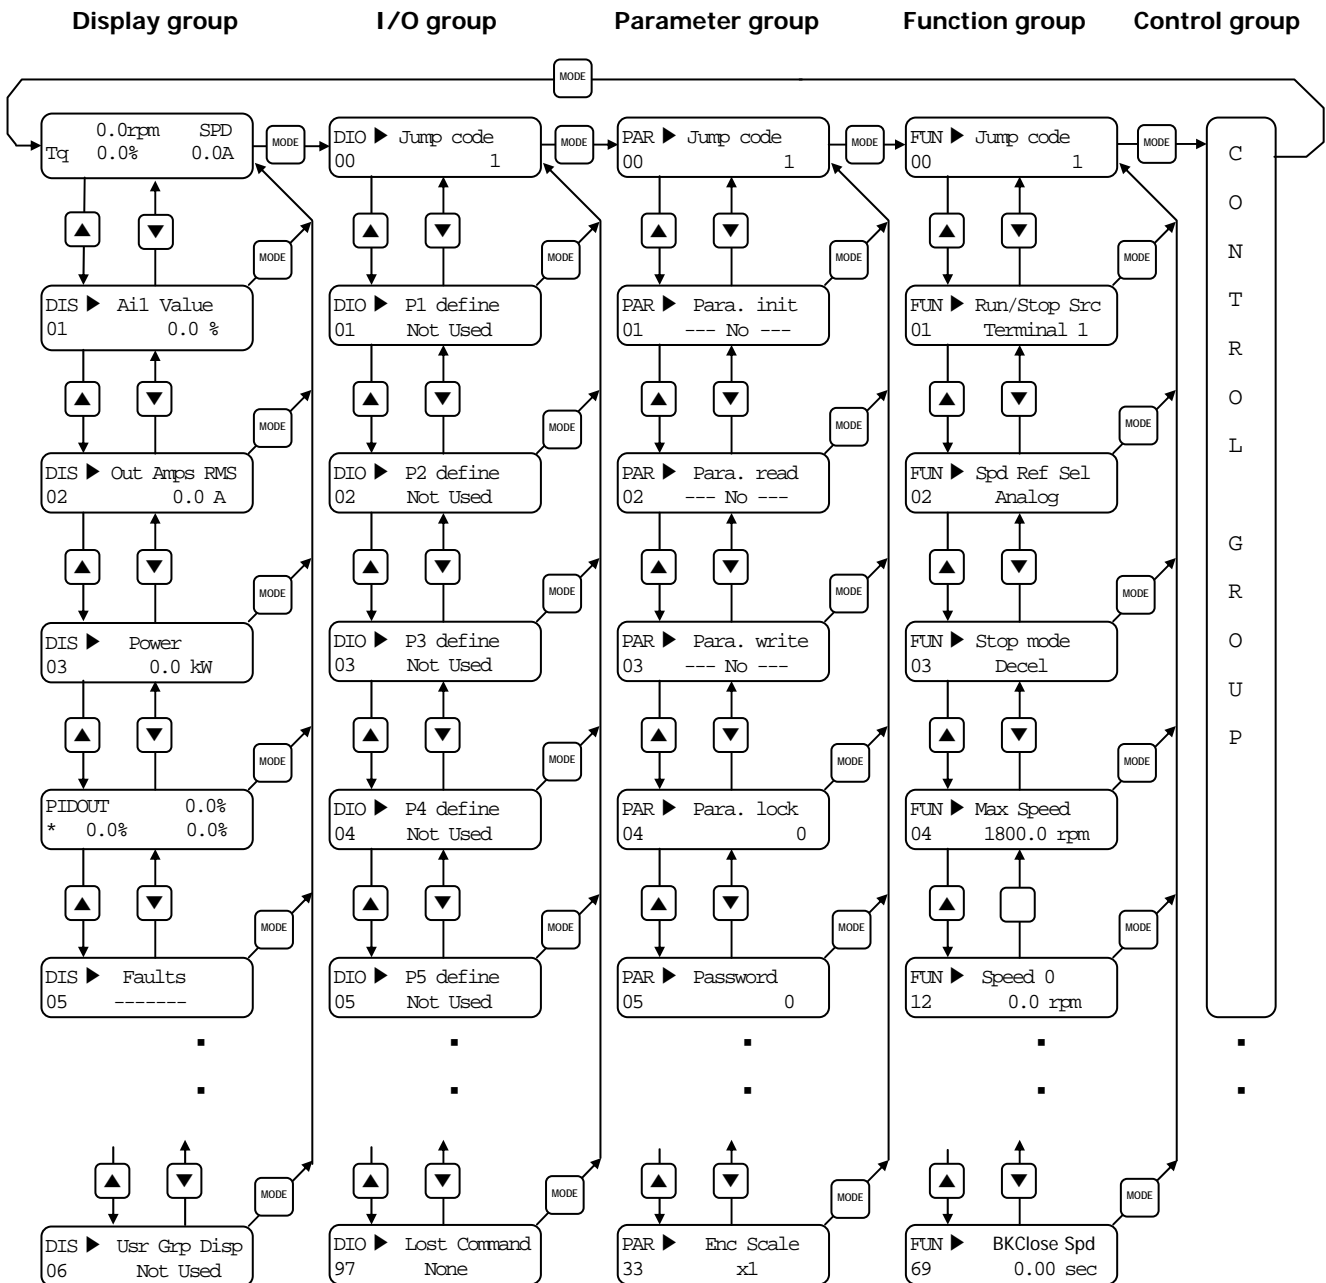 Display group I/O group Parameter group Function group Control group
MODE
0.0rpm SPD
Tq 0.0% 0.0A
MODE
DIO ▶ Jump code
00 1
MODE
PAR ▶ Jump code
00 1
MODE
FUN ▶ Jump code
00 1
MODE
C
O
N
T
R
O
L
G
R
O
U
P
▲ ▼ MODE ▲ ▼ MODE ▲ ▼ MODE ▲ ▼ MODE
DIS ▶ Ai1 Value
01 0.0 %
DIO ▶ P1 define
01 Not Used
PAR ▶ Para. init
01 --- No ---
FUN ▶ Run/Stop Src
01 Terminal 1
▲ ▼ MODE ▲ ▼ MODE ▲ ▼ MODE ▲ ▼ MODE
DIS ▶ Out Amps RMS
02 0.0 A
DIO ▶ P2 define
02 Not Used
PAR ▶ Para. read
02 --- No ---
FUN ▶ Spd Ref Sel
02 Analog
▲ ▼ MODE ▲ ▼ MODE ▲ ▼ MODE ▲ ▼ MODE
DIS ▶ Power
03 0.0 kW
DIO ▶ P3 define
03 Not Used
PAR ▶ Para. write
03 --- No ---
FUN ▶ Stop mode
03 Decel
▲ ▼ MODE ▲ ▼ MODE ▲ ▼ MODE ▲ ▼ MODE
PIDOUT 0.0%
* 0.0% 0.0%
DIO ▶ P4 define
04 Not Used
PAR ▶ Para. lock
04 0
FUN ▶ Max Speed
04 1800.0 rpm
▲ ▼ MODE ▲ ▼ MODE ▲ ▼ MODE ▲ MODE
DIS ▶ Faults
05 -------
DIO ▶ P5 define
05 Not Used
PAR ▶ Password
05 0
FUN ▶ Speed 0
12 0.0 rpm
▲ ▼ MODE ▲ ▼ MODE ▲ ▼ MODE ▲ ▼ MODE
DIS ▶ Usr Grp Disp
06 Not Used
DIO ▶ Lost Command
97 None
PAR ▶ Enc Scale
33 x1
FUN ▶ BKClose Spd
69 0.00 sec